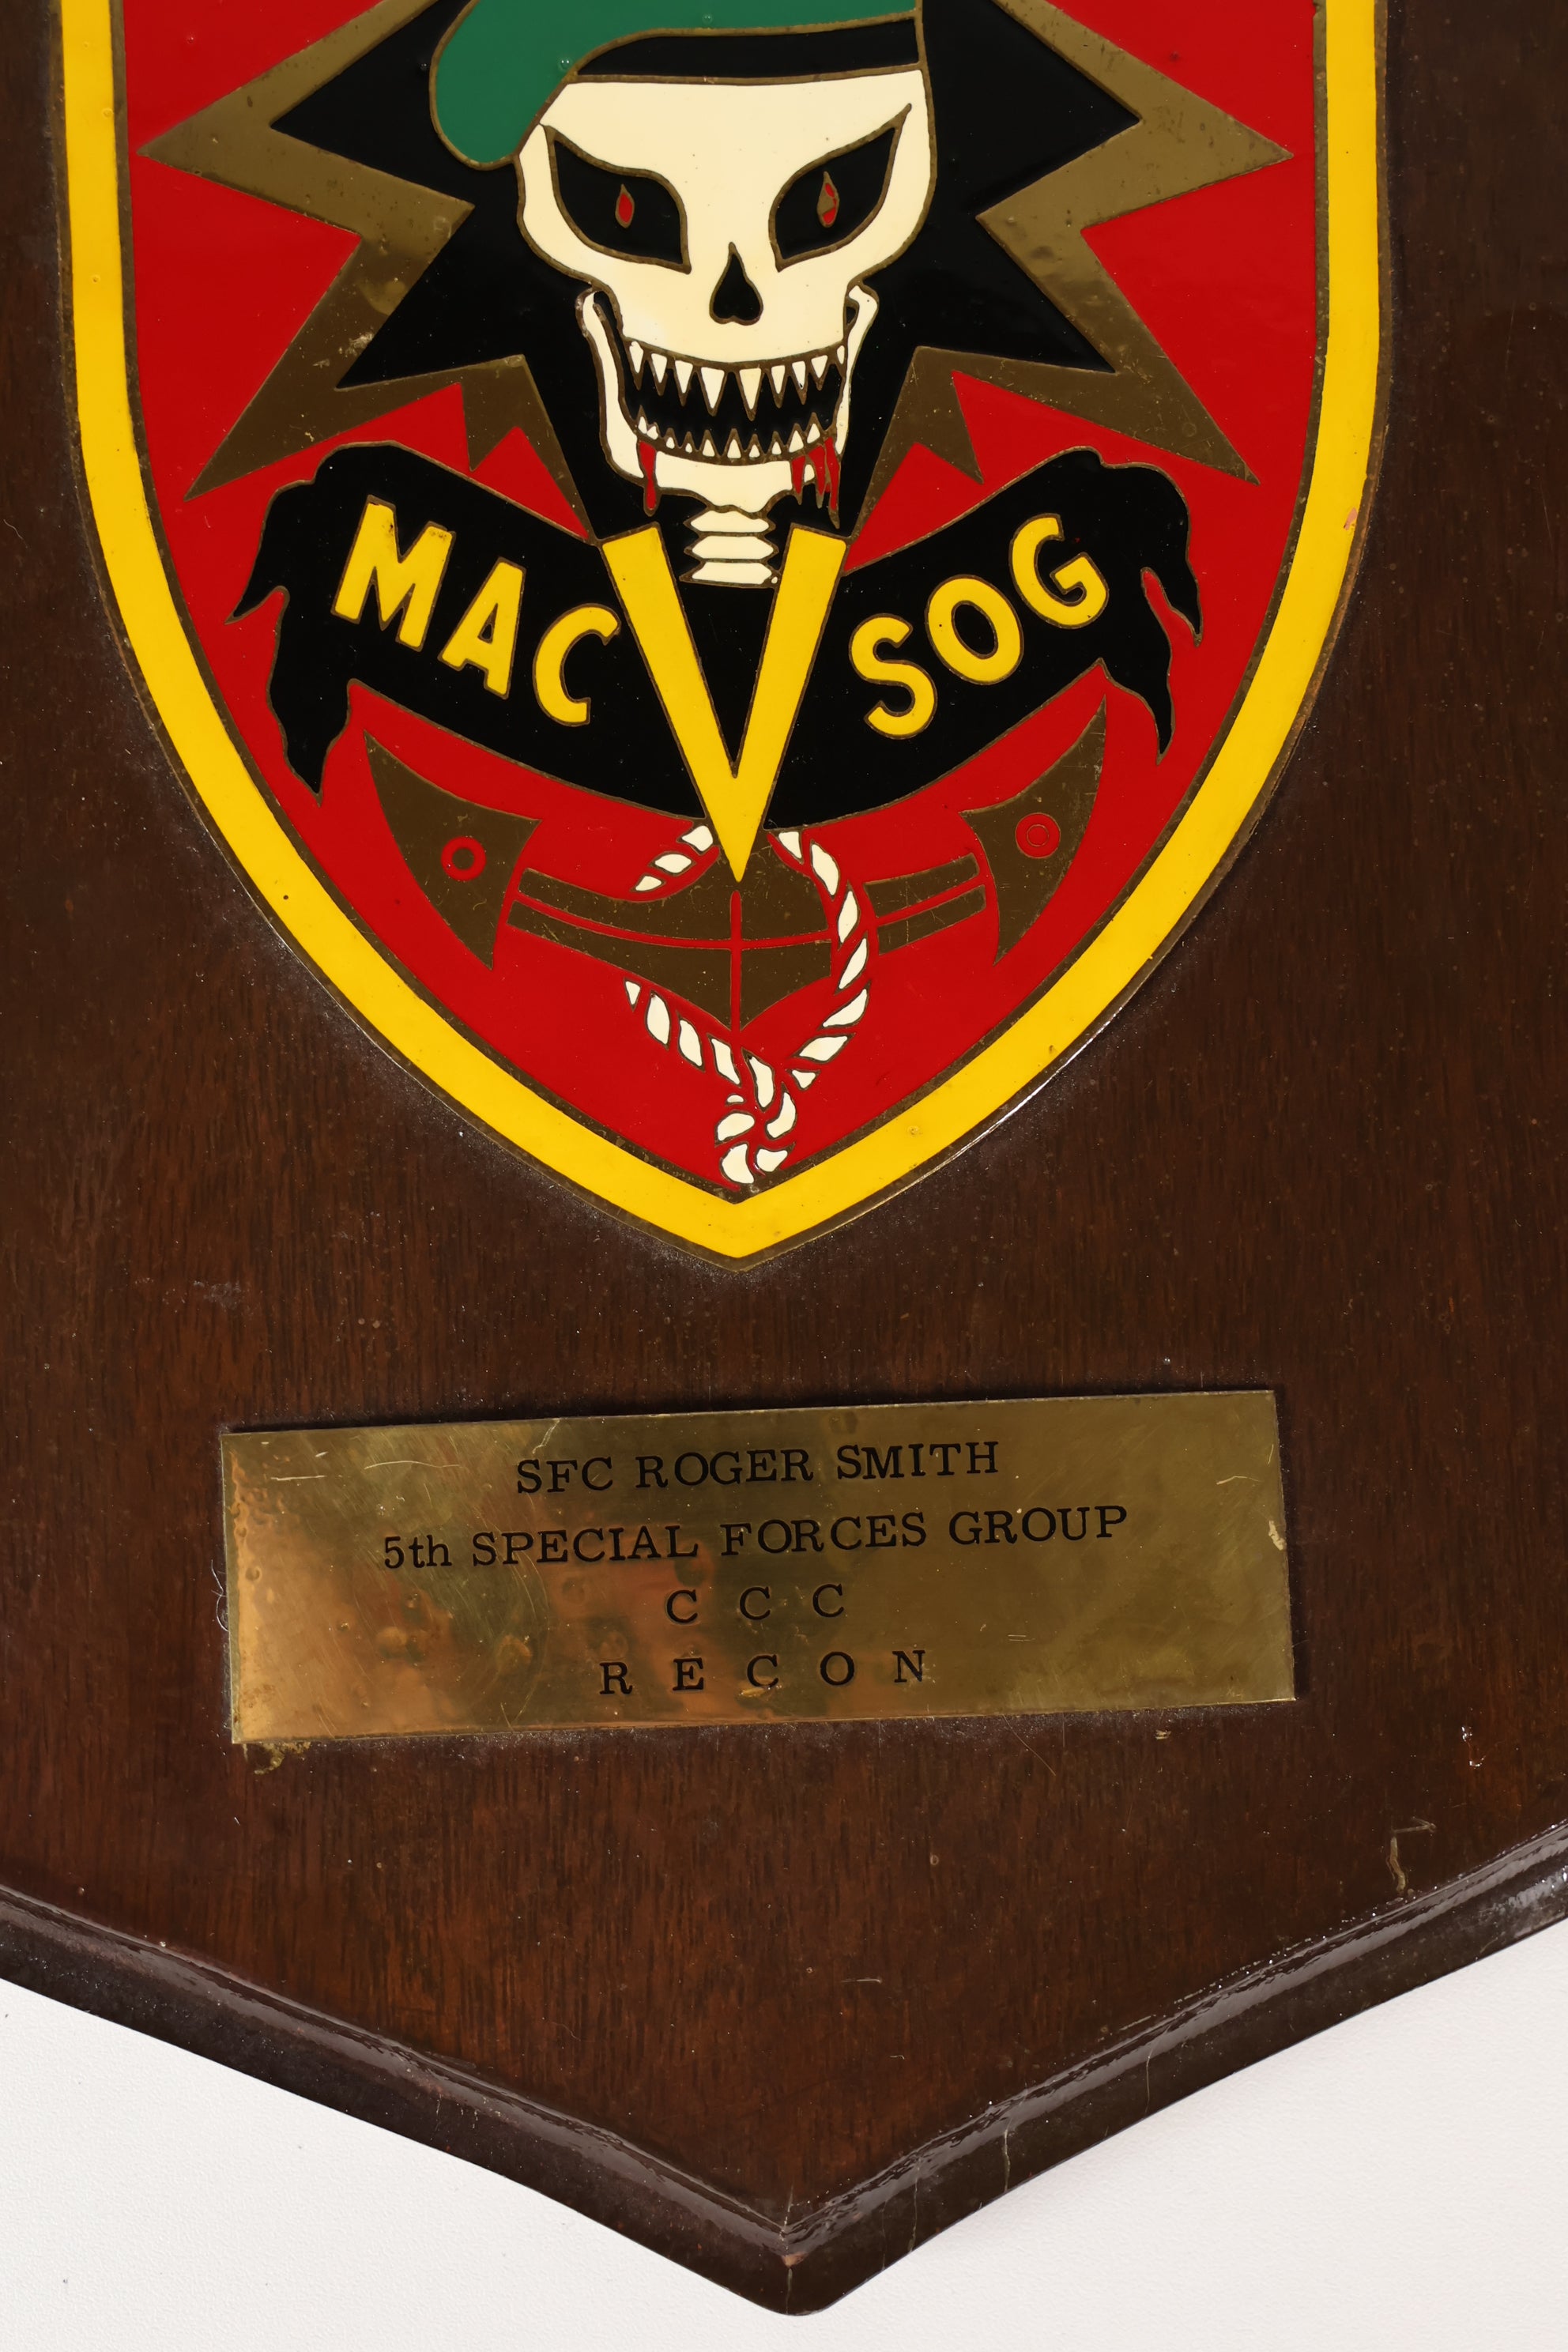 MAC V SOG
SFC ROGER SMITH
5th SPECIAL FORCES GROUP
C C C
R E C O N